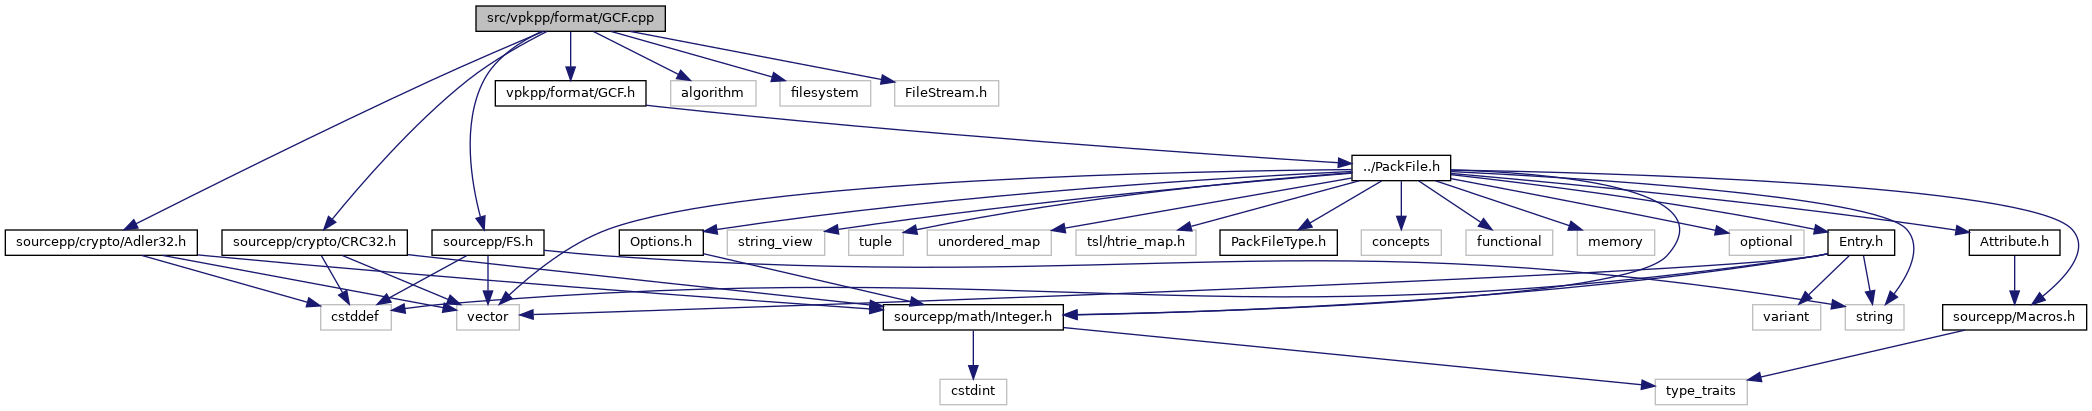 src/vpkpp/format/GCF.cpp
vpkpp/format/GCF.h
algorithm
filesystem
FileStream.h
../PackFile.h
sourcepp/crypto/Adler32.h
sourcepp/crypto/CRC32.h
sourcepp/FS.h
Options.h
string_view
tuple
unordered_map
tsl/htrie_map.h
PackFileType.h
concepts
functional
memory
optional
Entry.h
Attribute.h
cstddef
vector
sourcepp/math/Integer.h
variant
string
sourcepp/Macros.h
cstdint
type_traits